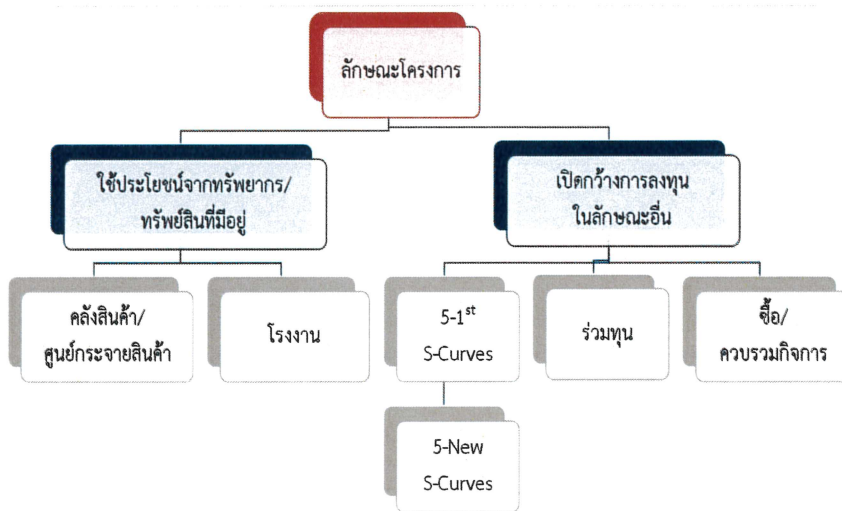 ลักษณะโครงการ
ใช้ประโยชน์จากทรัพยากร/
ทรัพย์สินที่มีอยู่
เปิดกว้างการลงทุน
ในลักษณะอื่น
คลังสินค้า/
ศูนย์กระจายสินค้า
โรงงาน
5-1st
S-Curves
ร่วมทุน
ซื้อ/
ควบรวมกิจการ
5-New
S-Curves